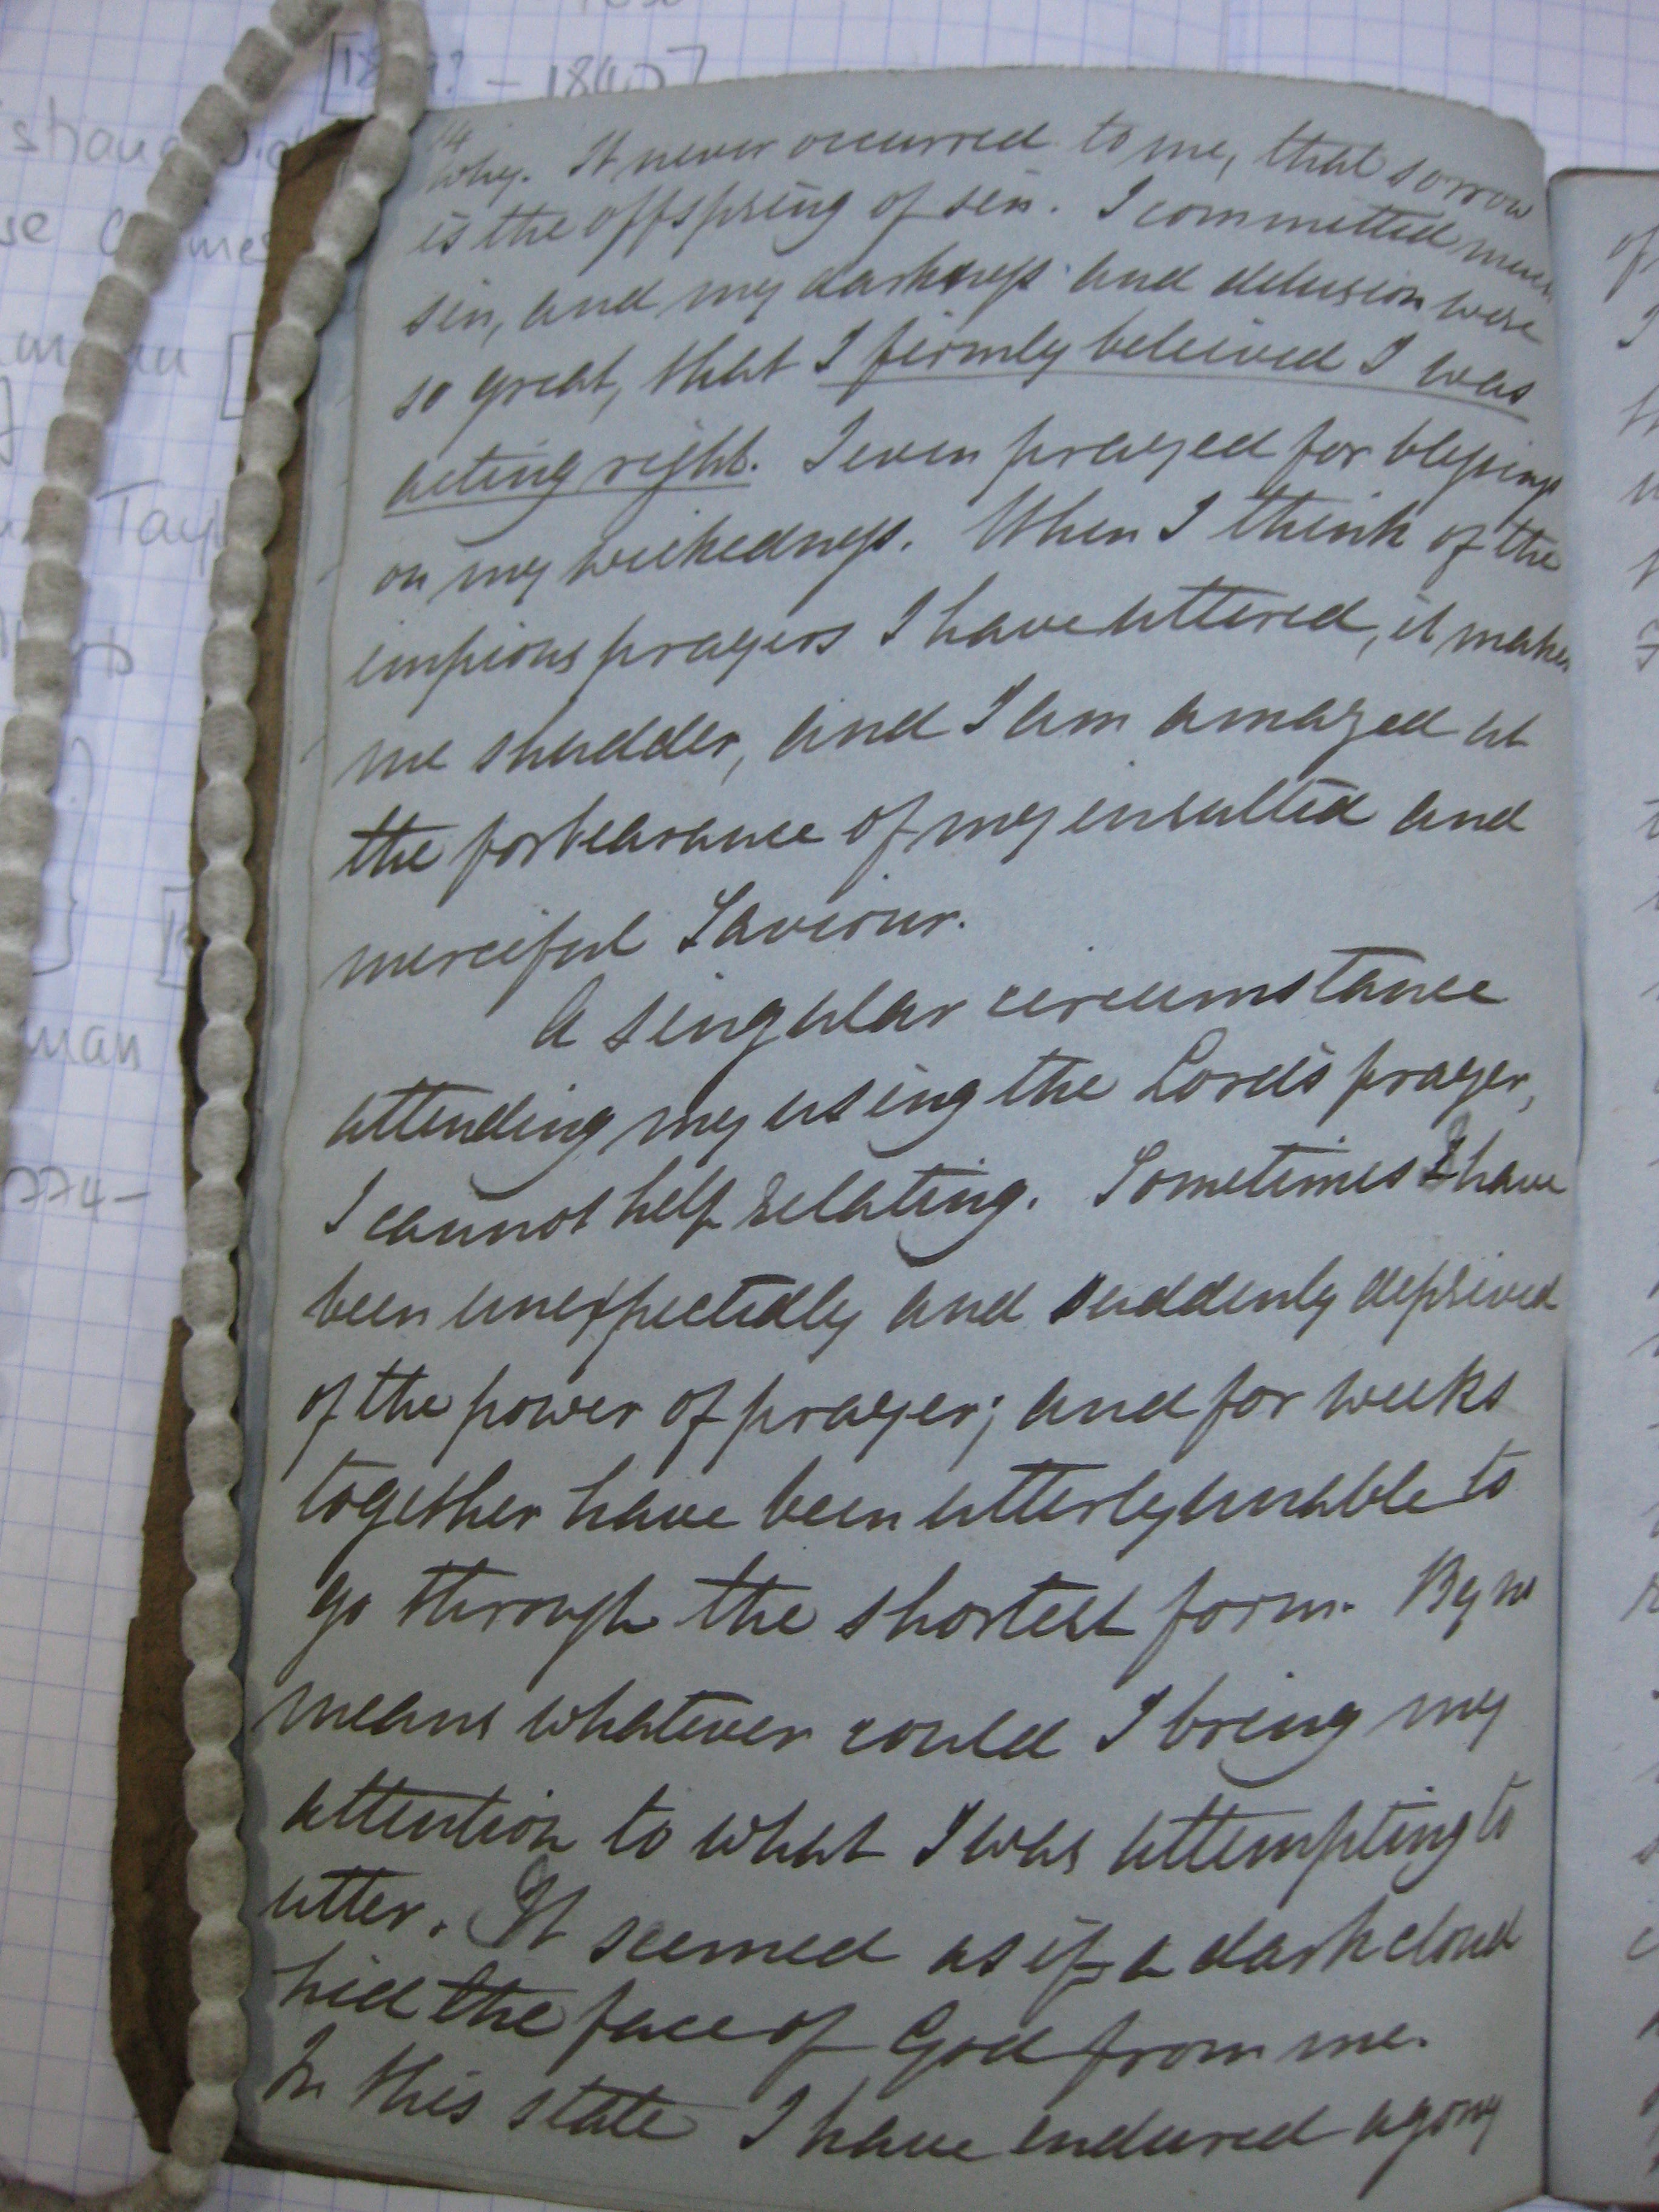 [18 ? - 1840]
Tayl
man
1774-
14
why. It never occurred to me, that sorrow
is the offspring of sin. I committed much
sin, and my darkness and delusion were
so great, that I firmly believed I was
acting right. I even prayed for blessings
on my wickedness. When I think of the
impious prayers I have uttered, it makes
me shudder, and I am amazed at
the forbearance of my insulted and
merciful Saviour.
A singular circumstance
attending my using the Lord's prayer,
I cannot help relating. Sometimes I have
been unexpectedly and suddenly deprived
of the power of prayer; and for weeks
together have been utterly unable to
go through the shortest form. By no
means whatever could I bring my
attention to what I was attempting to
utter. It seemed as if a dark cloud
hid the face of God from me.
In this state I have endured agony
of
I